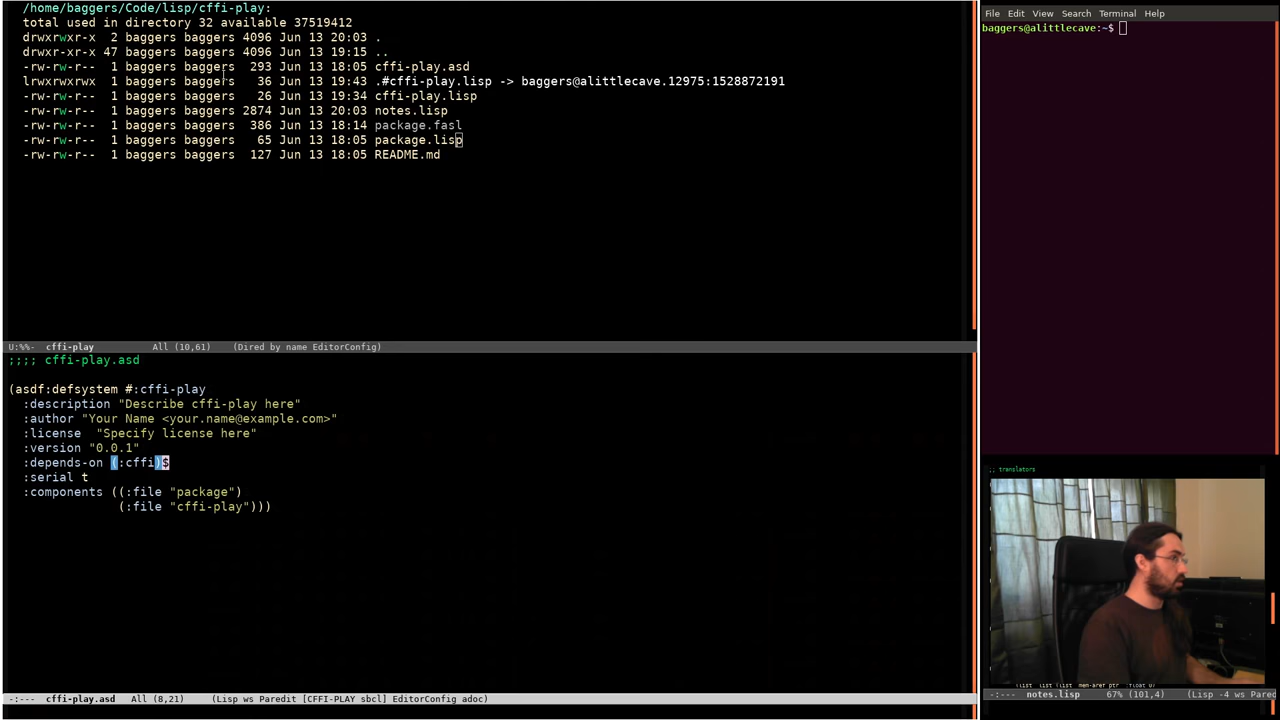 /home/baggers/Code/lisp/cffi-play:
total used in directory 32 available 37519412
drwxrwxr-x 2 baggers baggers 4096 Jun 13 20:03 .
drwxr-xr-x 47 baggers baggers 4096 Jun 13 19:15 ..
-rw-rw-r-- 1 baggers baggers 293 Jun 13 18:05 cffi-play.asd
lrwxrwxrwx 1 baggers baggers 36 Jun 13 19:43 .#cffi-play.lisp -> baggers@alittlecave.12975:1528872191
-rw-rw-r-- 1 baggers baggers 26 Jun 13 19:34 cffi-play.lisp
-rw-rw-r-- 1 baggers baggers 2874 Jun 13 20:03 notes.lisp
-rw-rw-r-- 1 baggers baggers 386 Jun 13 18:14 package.fasl
-rw-rw-r-- 1 baggers baggers 65 Jun 13 18:05 package.lisp
-rw-rw-r-- 1 baggers baggers 127 Jun 13 18:05 README.md
U:%%- cffi-play All (10,61) (Dired by name EditorConfig)
;;;; cffi-play.asd
(asdf:defsystem #:cffi-play
:description "Describe cffi-play here"
:author "Your Name <your.name@example.com>"
:license "Specify license here"
:version "0.0.1"
:depends-on (:cffi)$
:serial t
:components ((:file "package")
(:file "cffi-play")))
-:--- cffi-play.asd All (8,21) (Lisp ws Paredit [CFFI-PLAY sbcl] EditorConfig adoc)
File Edit View Search Terminal Help
baggers@alittlecave:~$
;; translators
-:--- notes.lisp 67% (101,4) (Lisp -4 ws Pared